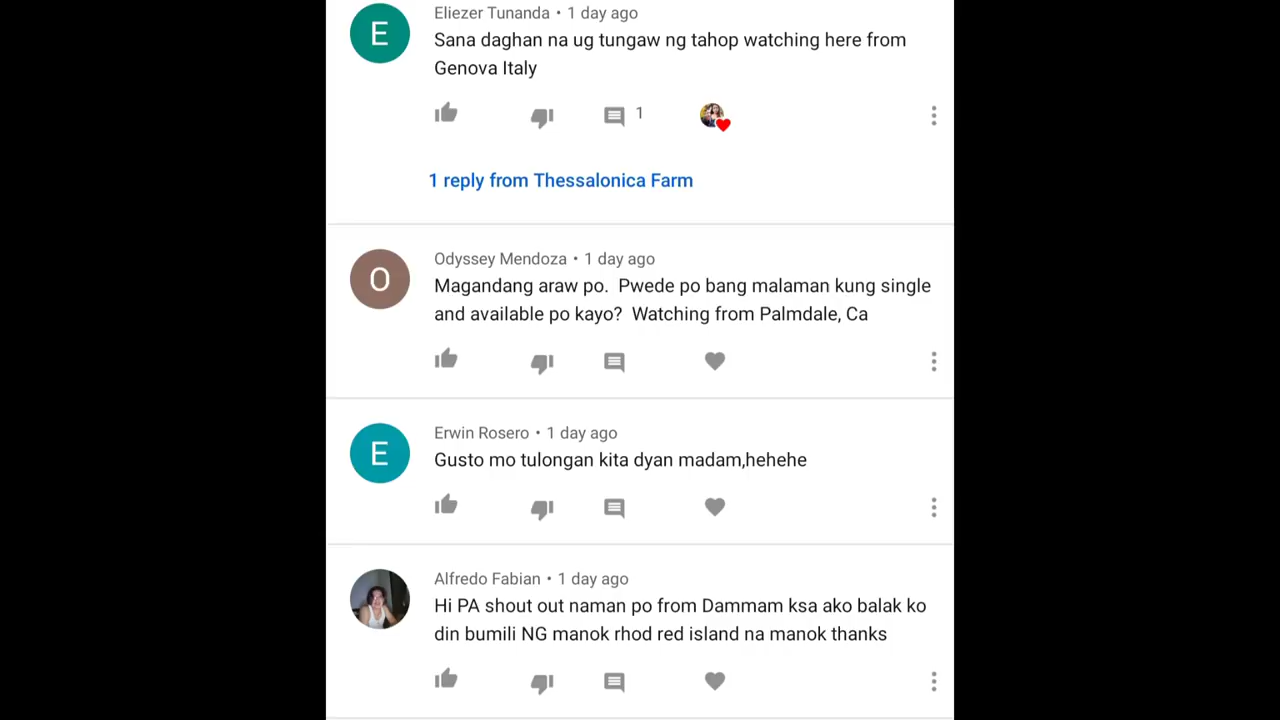 E
Eliezer Tunanda • 1 day ago
Sana daghan na ug tungaw ng tahop watching here from
Genova Italy
1
1 reply from Thessalonica Farm
O
Odyssey Mendoza • 1 day ago
Magandang araw po.  Pwede po bang malaman kung single
and available po kayo?  Watching from Palmdale, Ca
E
Erwin Rosero • 1 day ago
Gusto mo tulongan kita dyan madam,hehehe
Alfredo Fabian • 1 day ago
Hi PA shout out naman po from Dammam ksa ako balak ko
din bumili NG manok rhod red island na manok thanks